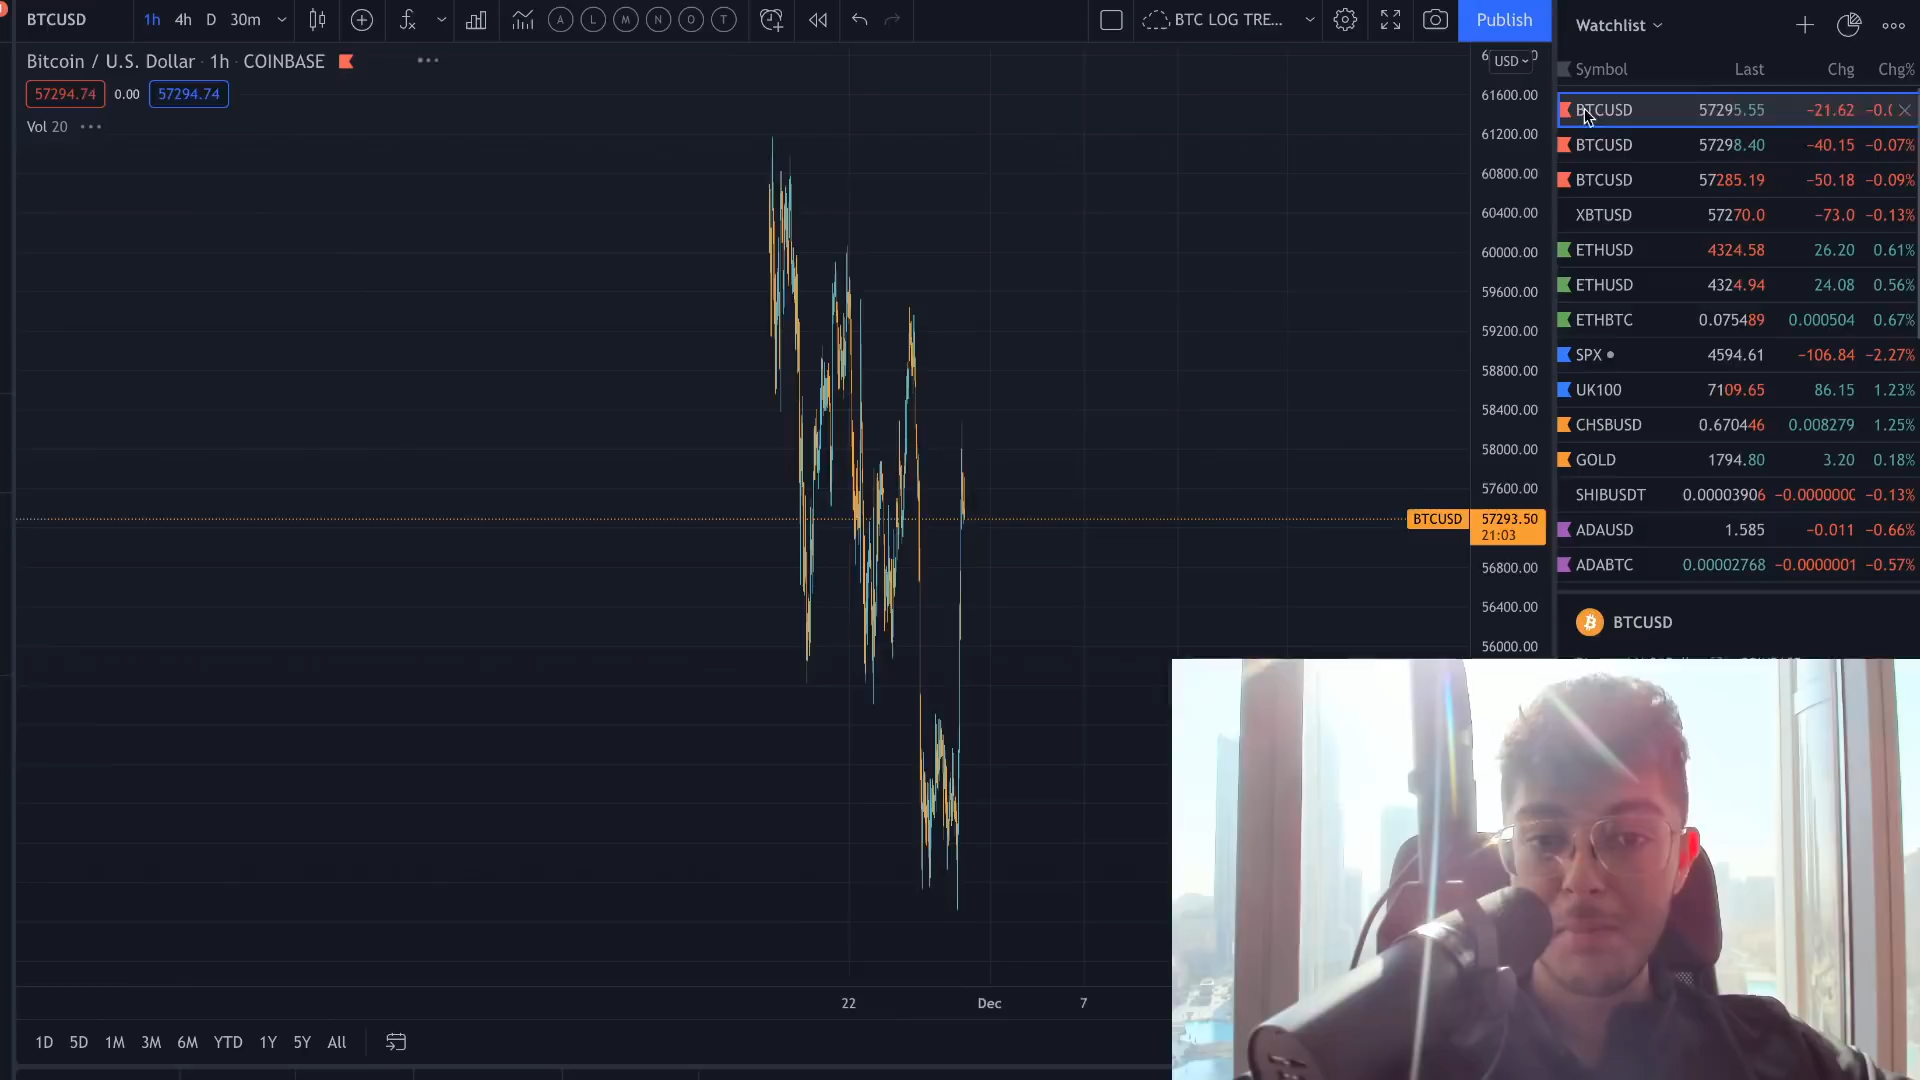 BTCUSD 1h 4h D 30m A L M N O T BTC LOG TRE... Publish
Bitcoin / U.S. Dollar · 1h · COINBASE
57294.74 0.00 57294.74
Vol 20
USD
61600.00
61200.00
60800.00
60400.00
60000.00
59600.00
59200.00
58800.00
58400.00
58000.00
57600.00
BTCUSD 57293.50
21:03
56800.00
56400.00
56000.00
22 Dec 7
1D 5D 1M 3M 6M YTD 1Y 5Y All
Watchlist
Symbol Last Chg Chg%
BTCUSD 57295.55 −21.62
BTCUSD 57298.40 −40.15 −0.07%
BTCUSD 57285.19 −50.18 −0.09%
XBTUSD 57270.0 −73.0 −0.13%
ETHUSD 4324.58 26.20 0.61%
ETHUSD 4324.94 24.08 0.56%
ETHBTC 0.075489 0.000504 0.67%
SPX 4594.61 −106.84 −2.27%
UK100 7109.65 86.15 1.23%
CHSBUSD 0.670446 0.008279 1.25%
GOLD 1794.80 3.20 0.18%
SHIBUSDT 0.00003906 −0.0000000 −0.13%
ADAUSD 1.585 −0.011 −0.66%
ADABTC 0.00002768 −0.0000001 −0.57%
BTCUSD